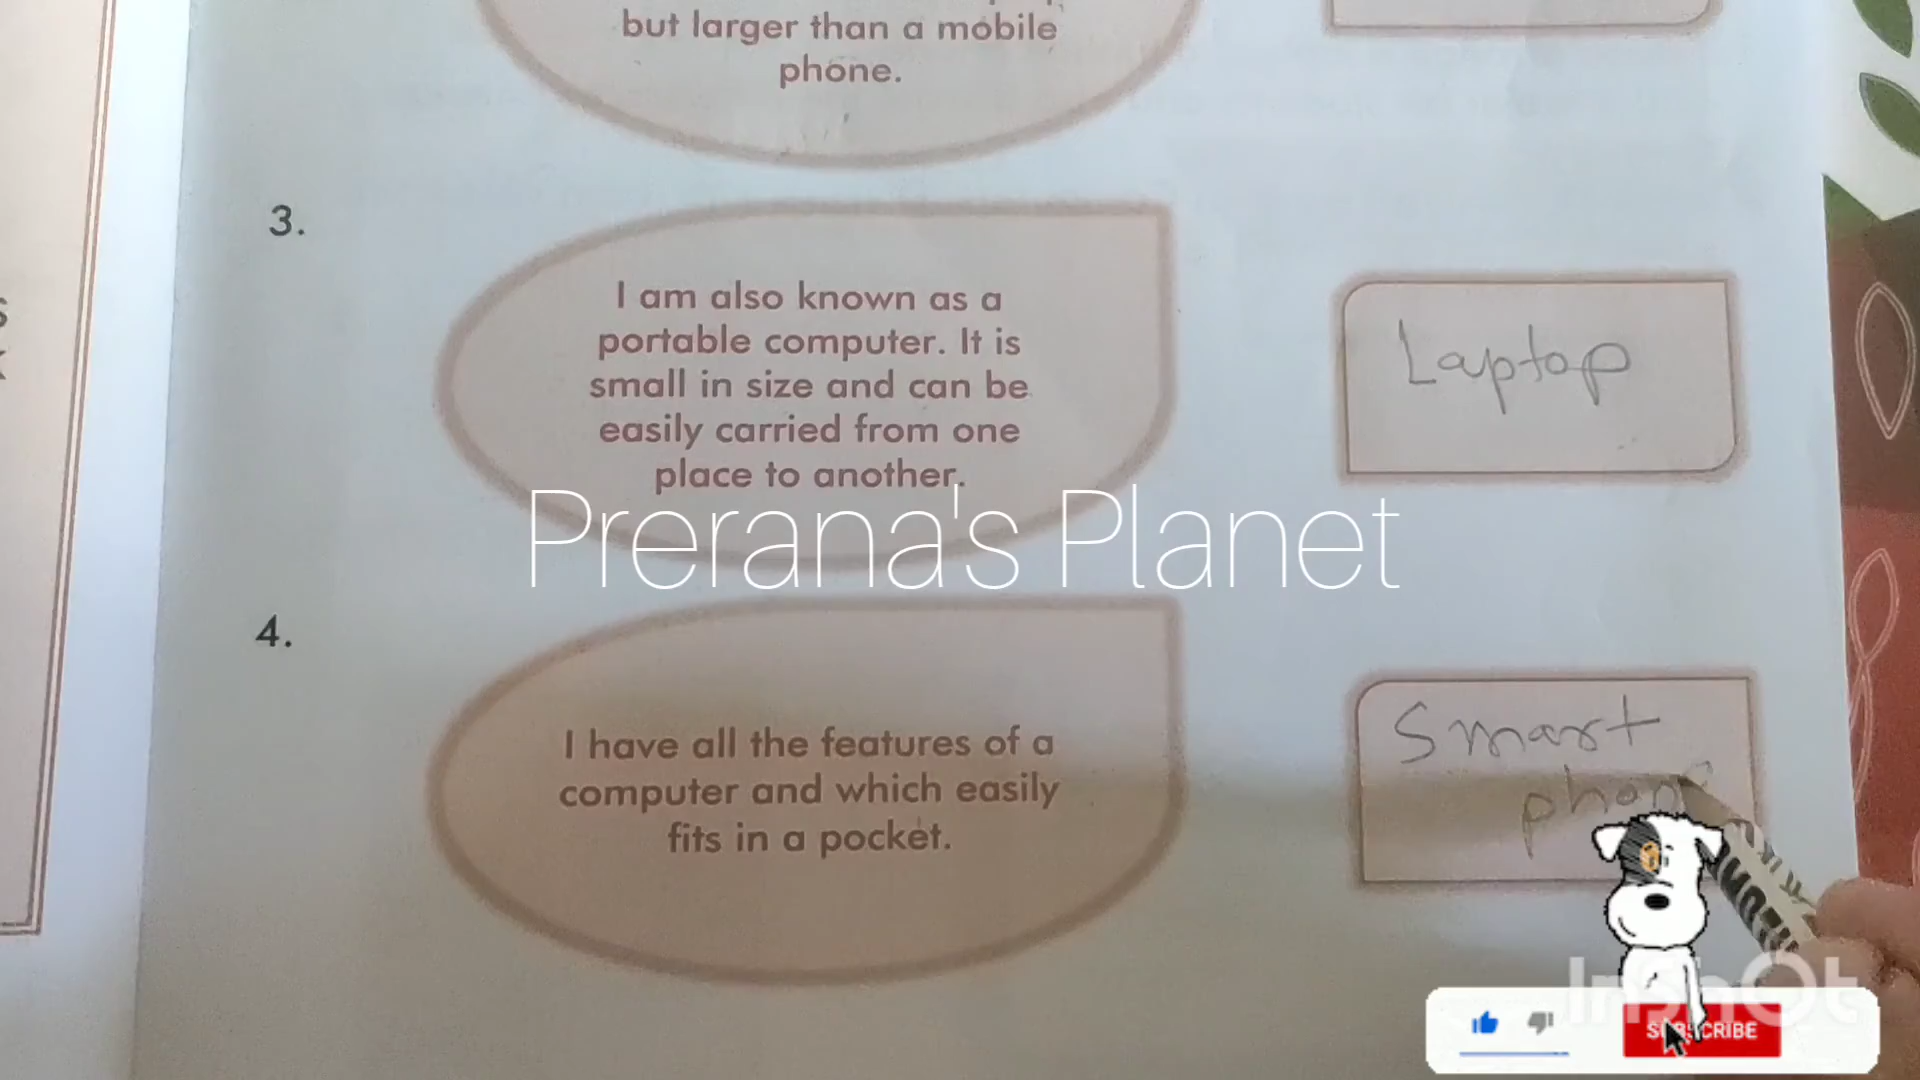 but larger than a mobile
phone.
3.
I am also known as a
portable computer. It is
small in size and can be
easily carried from one
place to another.
Laptop
Prerana's Planet
4.
I have all the features of a
computer and which easily
fits in a pocket.
Smart
phone
InShOt
SUBSCRIBE